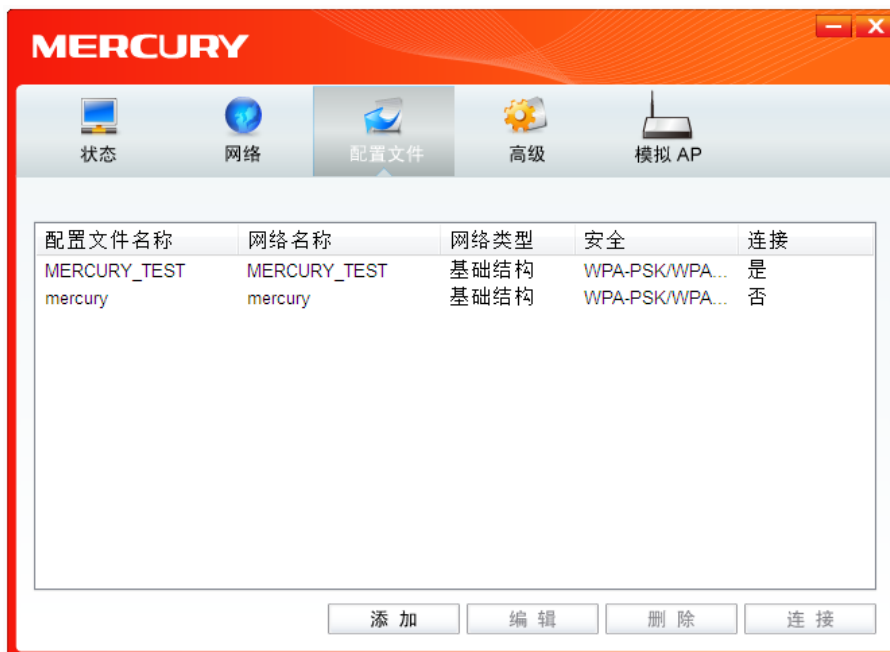 MERCURY
状态 网络 配置文件 高级 模拟 AP
配置文件名称 网络名称 网络类型 安全 连接
MERCURY_TEST MERCURY_TEST 基础结构 WPA-PSK/WPA... 是
mercury mercury 基础结构 WPA-PSK/WPA... 否
添加 编辑 删除 连接